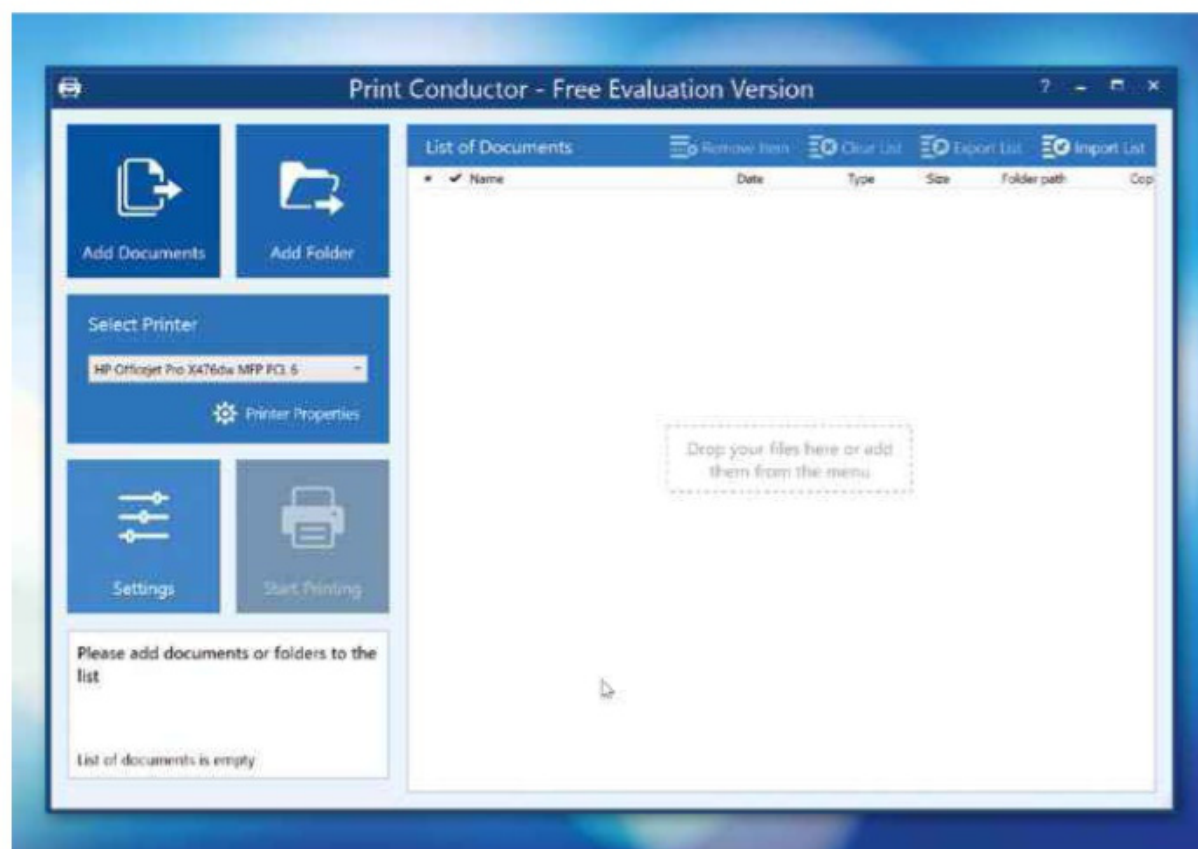 Print Conductor - Free Evaluation Version
?
Add Documents
Add Folder
Select Printer
HP Officejet Pro X476dw MFP PCL 6
Printer Properties
Settings
Start Printing
Please add documents or folders to the
list
List of documents is empty
List of Documents
Remove Item
Clear List
Export List
Import List
Name
Date
Type
Size
Folder path
Cop
Drop your files here or add
them from the menu